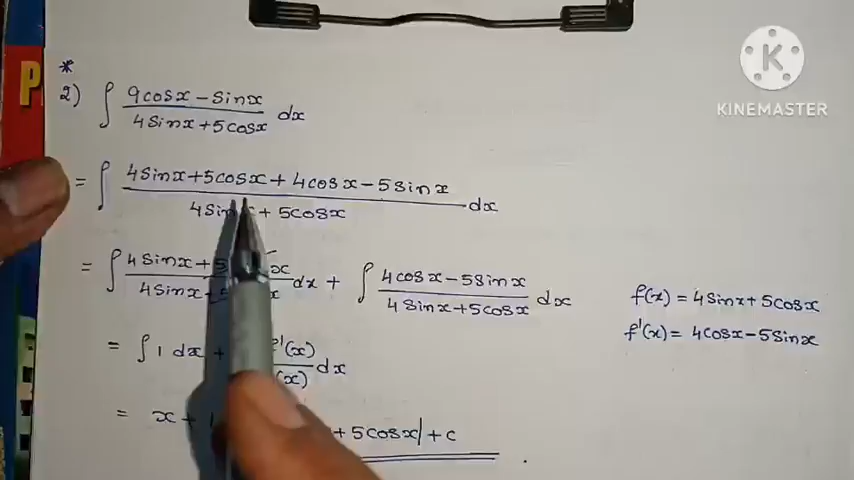 *
2) ∫ 9cosx - sinx / 4sinx + 5cosx dx
= ∫ 4sinx + 5cosx + 4cosx - 5sinx / 4sin + 5cosx dx
= ∫ 4sinx + x / 4sinx x dx + ∫ 4cosx - 5sinx / 4sinx + 5cosx dx
f(x) = 4sinx + 5cosx
f'(x) = 4cosx - 5sinx
= ∫ 1 dx + f'(x) / (x) dx
= x + + 5cosx| + c
P
K
KINEMASTER